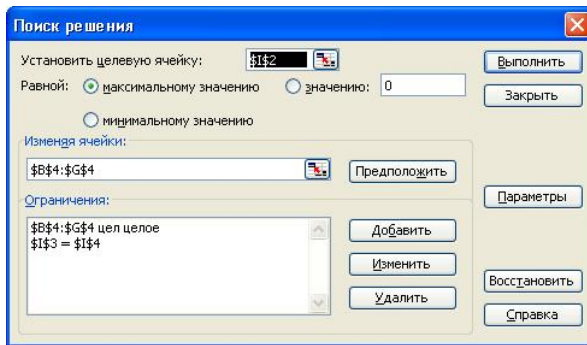 Поиск решения
Установить целевую ячейку: $I$2
Выполнить
Равной: максимальному значению значению: 0
Закрыть
минимальному значению
Изменяя ячейки:
$B$4:$G$4
Предположить
Ограничения:
Параметры
$B$4:$G$4 цел целое
$I$3 = $I$4
Добавить
Изменить
Удалить
Восстановить
Справка